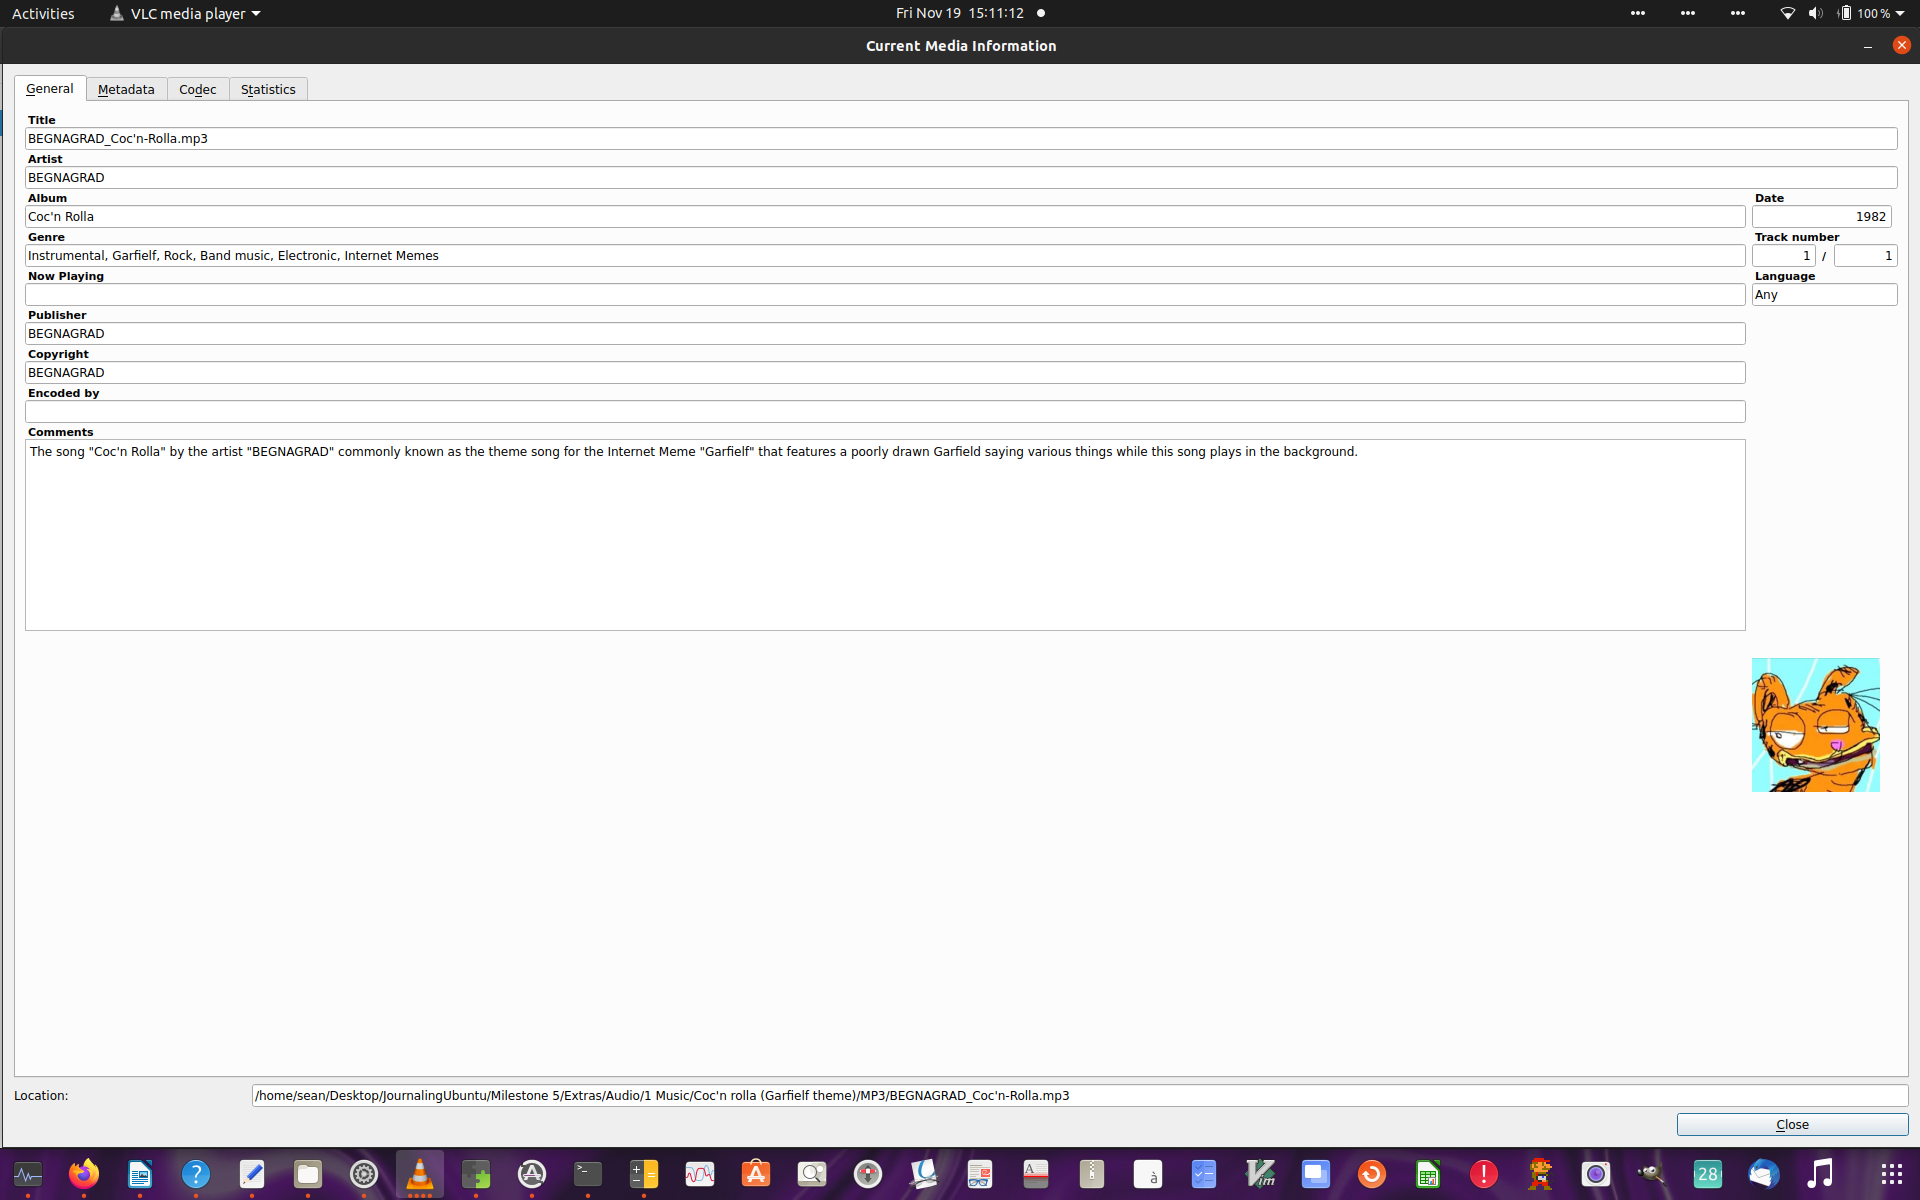 Activities
VLC media player
Fri Nov 19 15:11:12
100 %
Current Media Information
General
Metadata
Codec
Statistics
Title
BEGNAGRAD_Coc'n-Rolla.mp3
Artist
BEGNAGRAD
Album
Date
Coc'n Rolla
1982
Genre
Track number
Instrumental, Garfielf, Rock, Band music, Electronic, Internet Memes
1 / 1
Now Playing
Language
Any
Publisher
BEGNAGRAD
Copyright
BEGNAGRAD
Encoded by
Comments
The song "Coc'n Rolla" by the artist "BEGNAGRAD" commonly known as the theme song for the Internet Meme "Garfielf" that features a poorly drawn Garfield saying various things while this song plays in the background.
Location:
/home/sean/Desktop/JournalingUbuntu/Milestone 5/Extras/Audio/1 Music/Coc'n rolla (Garfielf theme)/MP3/BEGNAGRAD_Coc'n-Rolla.mp3
Close
28